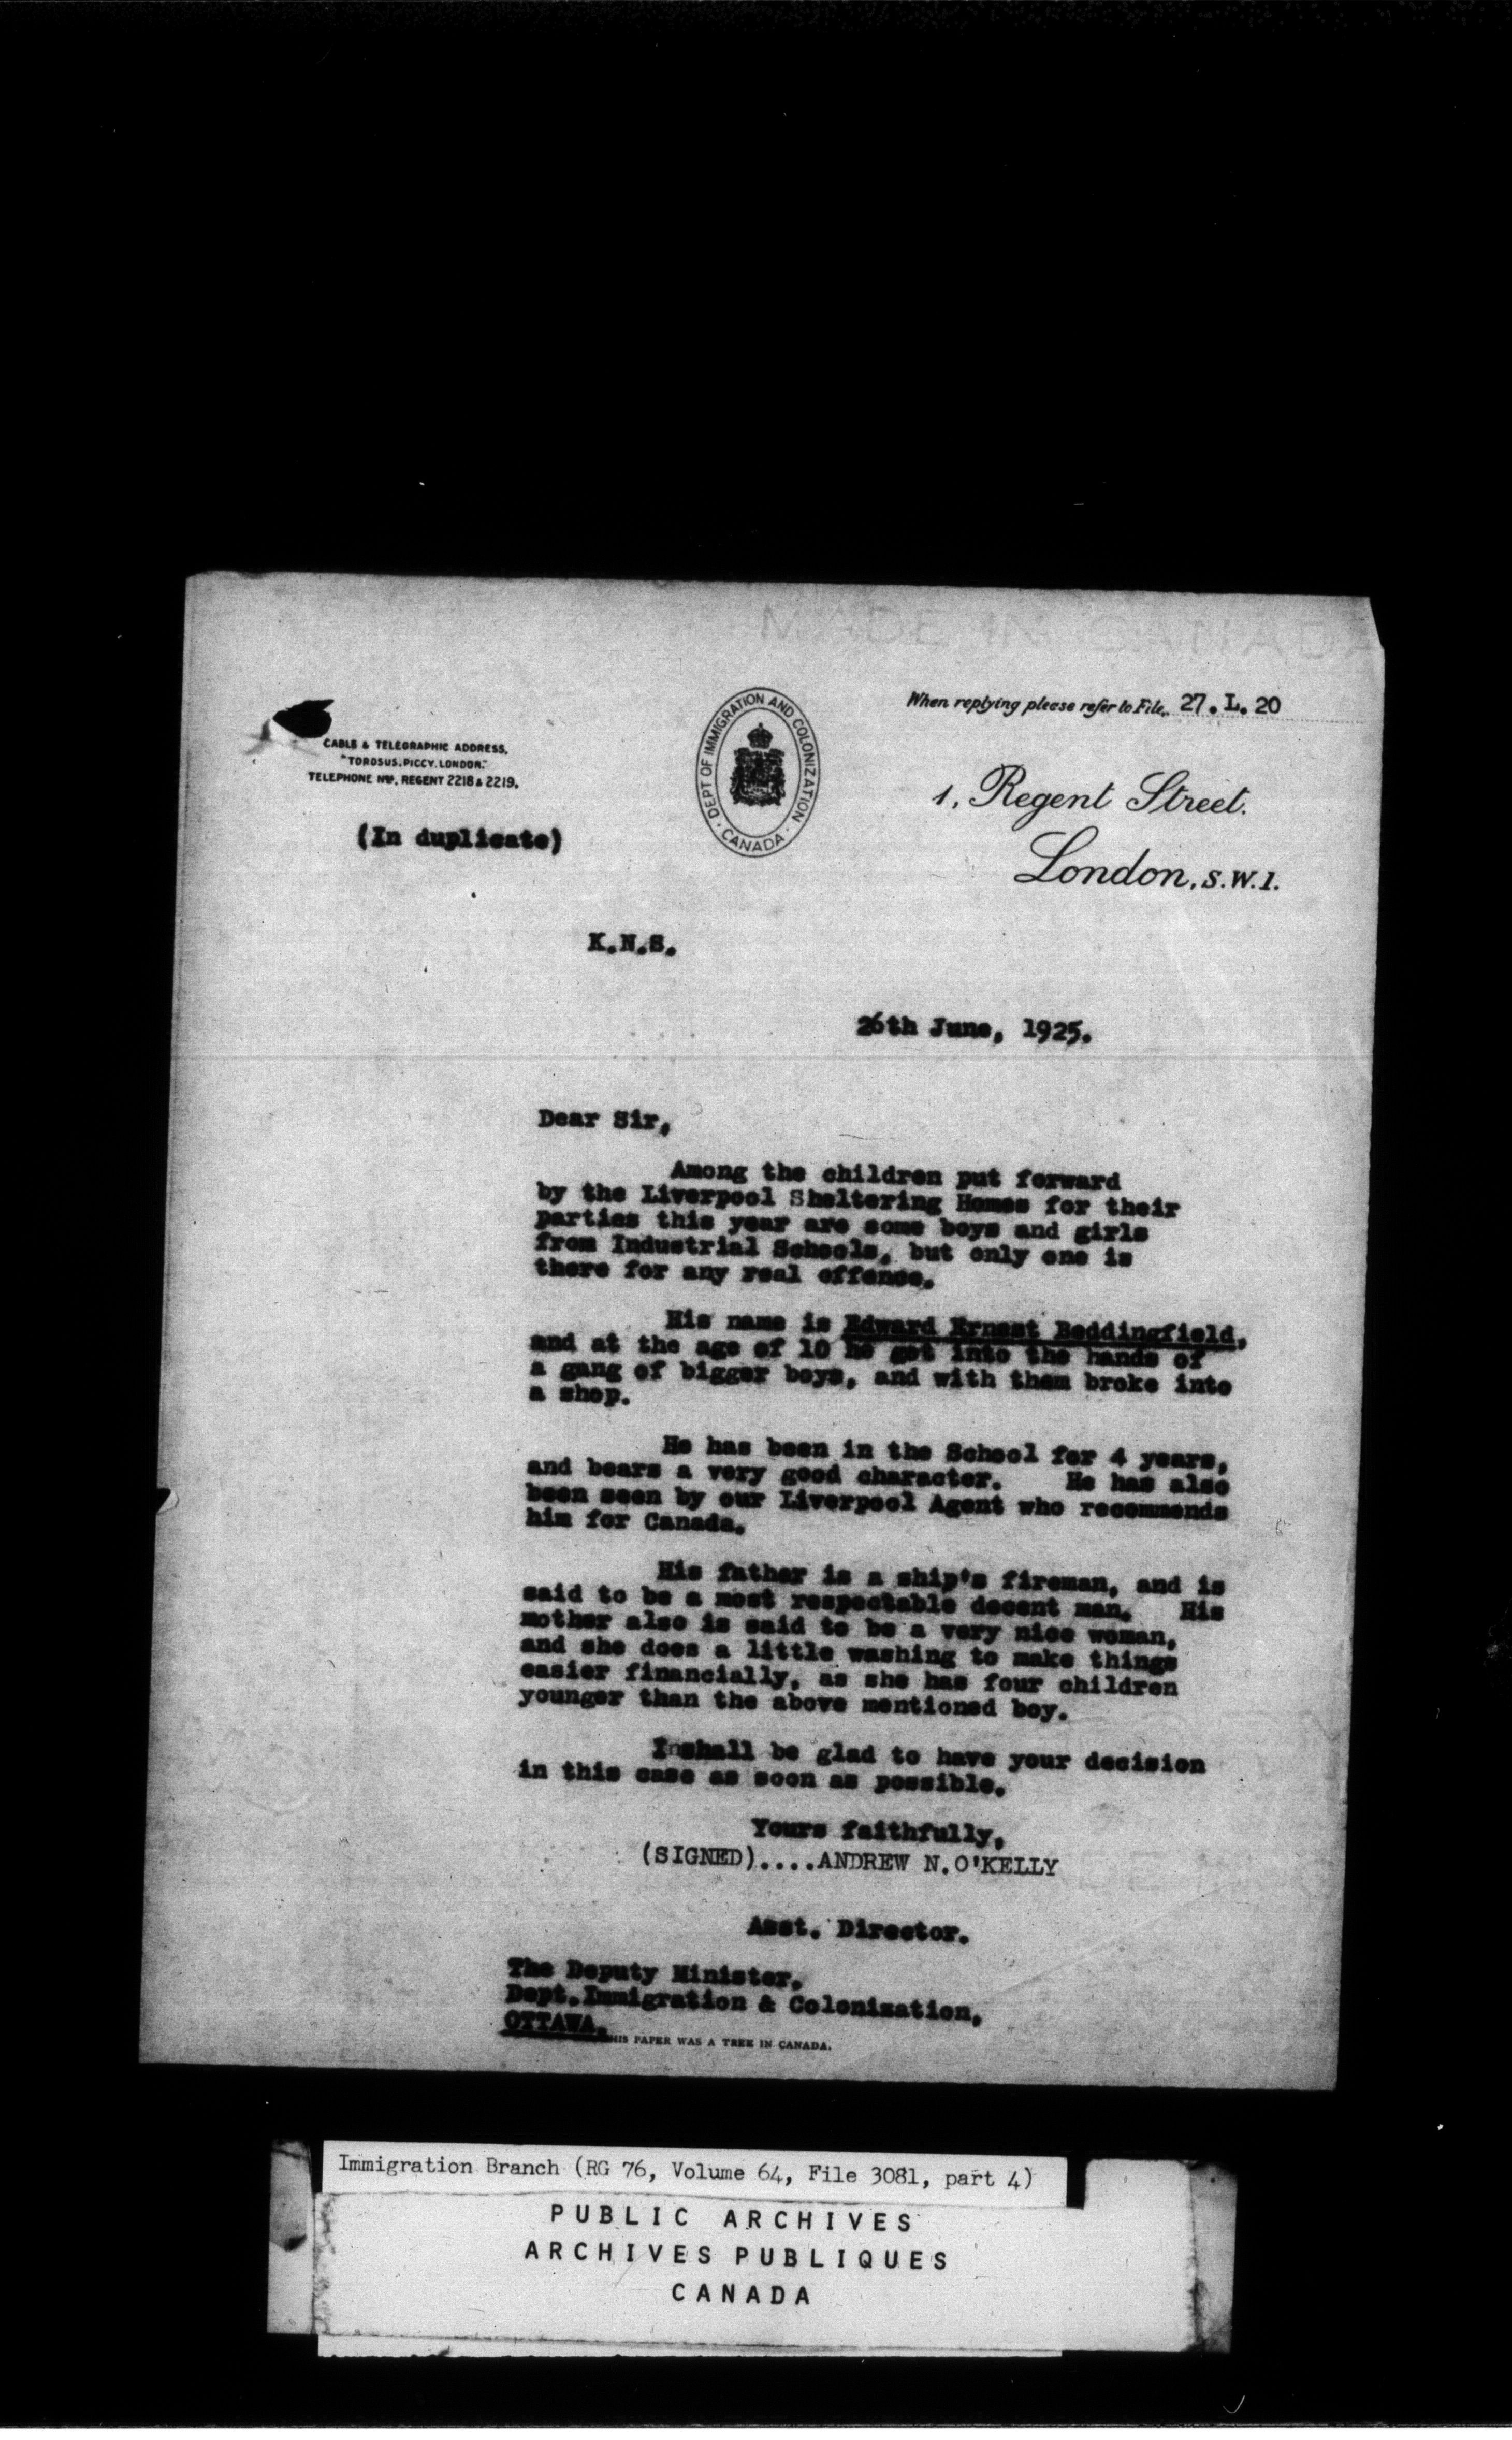 MADE IN CANADA
When replying please refer to File. 27.L.20
CABLE & TELEGRAPHIC ADDRESS,
"TOROSUS.PICCY.LONDON."
TELEPHONE Nos. REGENT 2218 & 2219.
DEPT OF IMMIGRATION AND COLONIZATION
· CANADA ·
1, Regent Street.
London, S.W.1.
(In duplicate)
K.N.S.
26th June, 1925.
Dear Sir,
Among the children put forward
by the Liverpool Sheltering Homes for their
parties this year are some boys and girls
from Industrial Schools, but only one is
there for any real offence.
His name is Edward Ernest Beddingfield,
and at the age of 10 he got into the hands of
a gang of bigger boys, and with them broke into
a shop.
He has been in the School for 4 years,
and bears a very good character. He has also
been seen by our Liverpool Agent who recommends
him for Canada.
His father is a ship's fireman, and is
said to be a most respectable decent man. His
mother also is said to be a very nice woman,
and she does a little washing to make things
easier financially, as she has four children
younger than the above mentioned boy.
I shall be glad to have your decision
in this case as soon as possible.
Yours faithfully,
(SIGNED)....ANDREW N.O'KELLY
Asst. Director.
The Deputy Minister.
Dept.Immigration & Colonization,
OTTAWA.
HIS PAPER WAS A TREE IN CANADA.
Immigration Branch (RG 76, Volume 64, File 3081, part 4)
PUBLIC ARCHIVES
ARCHIVES PUBLIQUES
CANADA